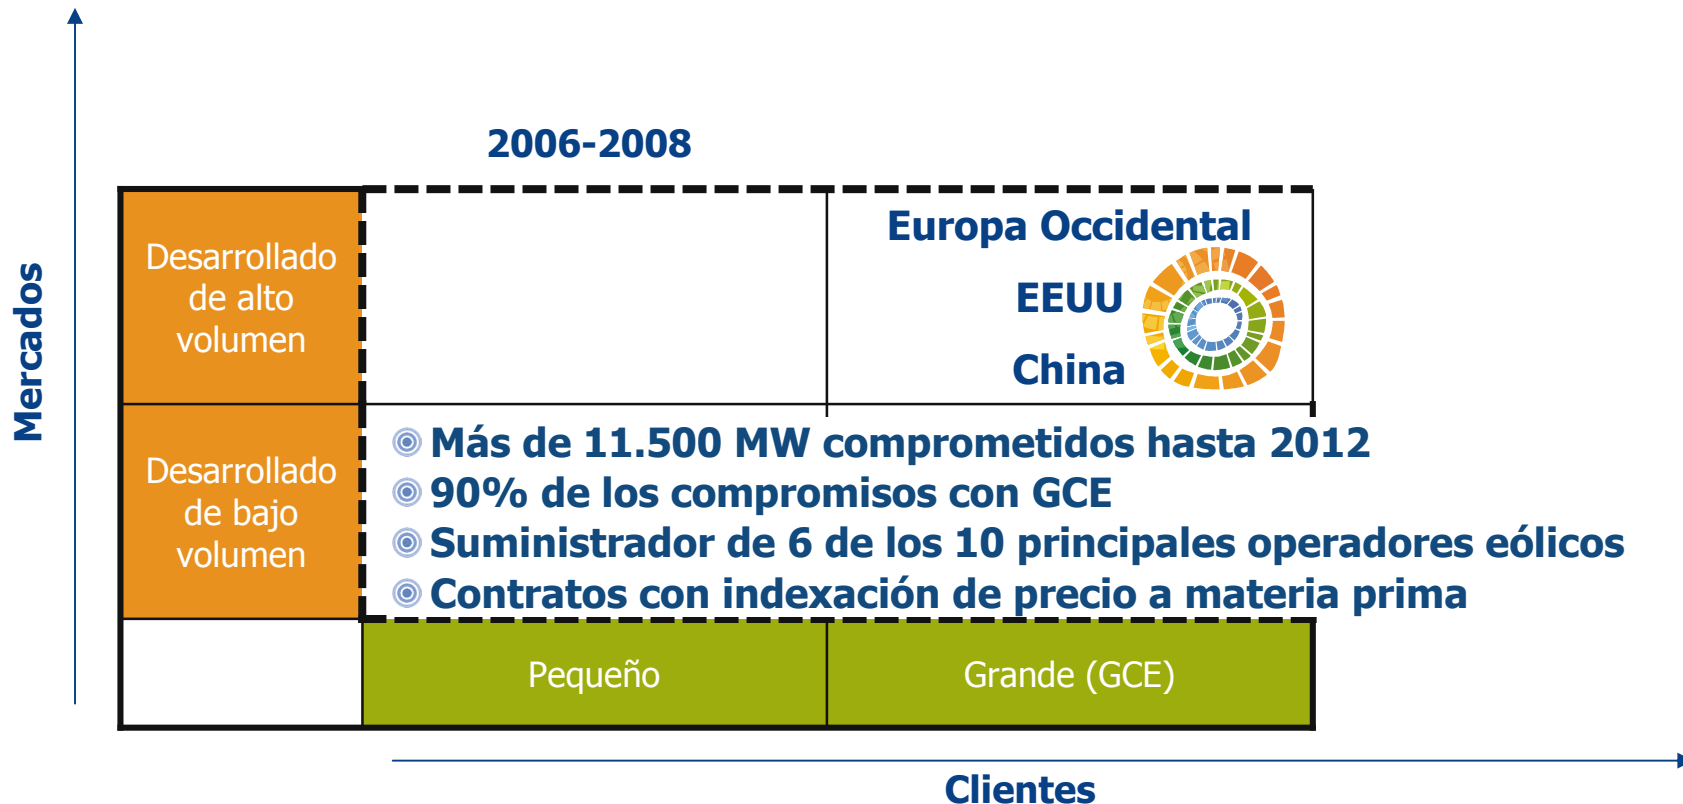 2006-2008
Mercados
Desarrollado
de alto
volumen
Europa Occidental
EEUU
China
Desarrollado
de bajo
volumen
Más de 11.500 MW comprometidos hasta 2012
90% de los compromisos con GCE
Suministrador de 6 de los 10 principales operadores eólicos
Contratos con indexación de precio a materia prima
Pequeño
Grande (GCE)
Clientes